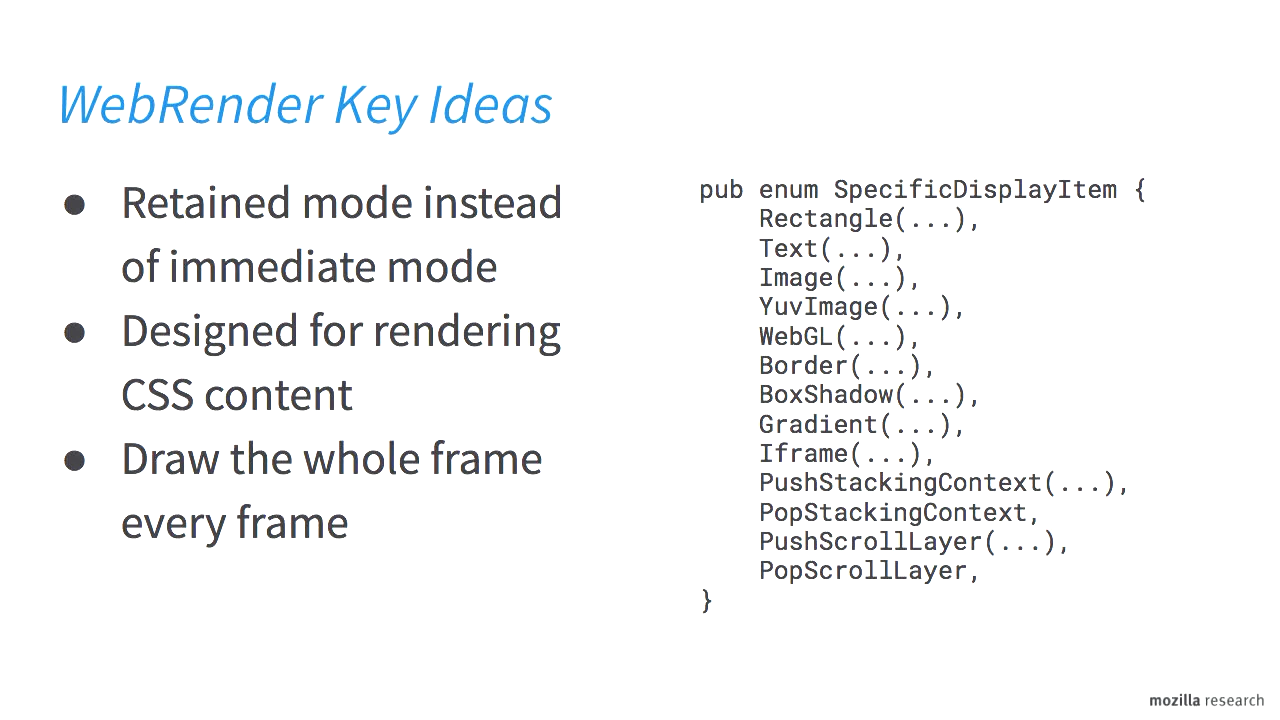 WebRender Key Ideas
● Retained mode instead
of immediate mode
● Designed for rendering
CSS content
● Draw the whole frame
every frame
pub enum SpecificDisplayItem {
    Rectangle(...),
    Text(...),
    Image(...),
    YuvImage(...),
    WebGL(...),
    Border(...),
    BoxShadow(...),
    Gradient(...),
    Iframe(...),
    PushStackingContext(...),
    PopStackingContext,
    PushScrollLayer(...),
    PopScrollLayer,
}
mozilla research